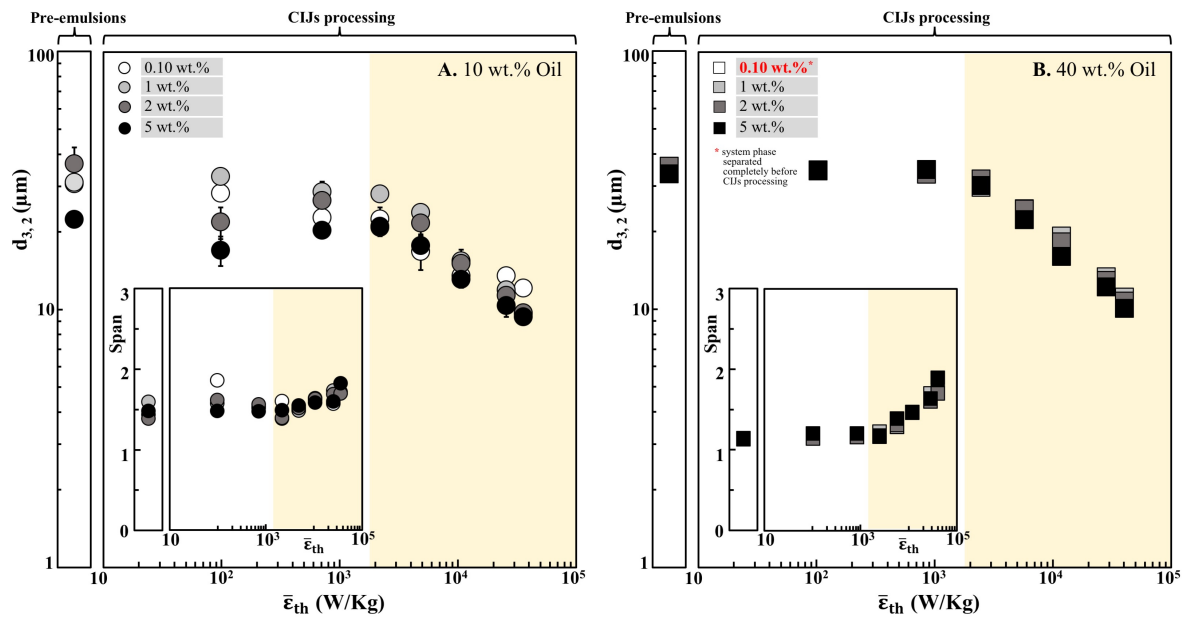 Pre-emulsions
CIJs processing
A. 10 wt.% Oil
0.10 wt.%
1 wt.%
2 wt.%
5 wt.%
d3, 2 (μm)
100
10
1
Span
3
2
1
0
10
10³
10⁵
ε̄th
10
10²
10³
10⁴
10⁵
ε̄th (W/Kg)
Pre-emulsions
CIJs processing
B. 40 wt.% Oil
0.10 wt.%*
1 wt.%
2 wt.%
5 wt.%
* system phase
separated
completely before
CIJs processing
d3, 2 (μm)
100
10
1
Span
3
2
1
0
10
10³
10⁵
ε̄th
10
10²
10³
10⁴
10⁵
ε̄th (W/Kg)